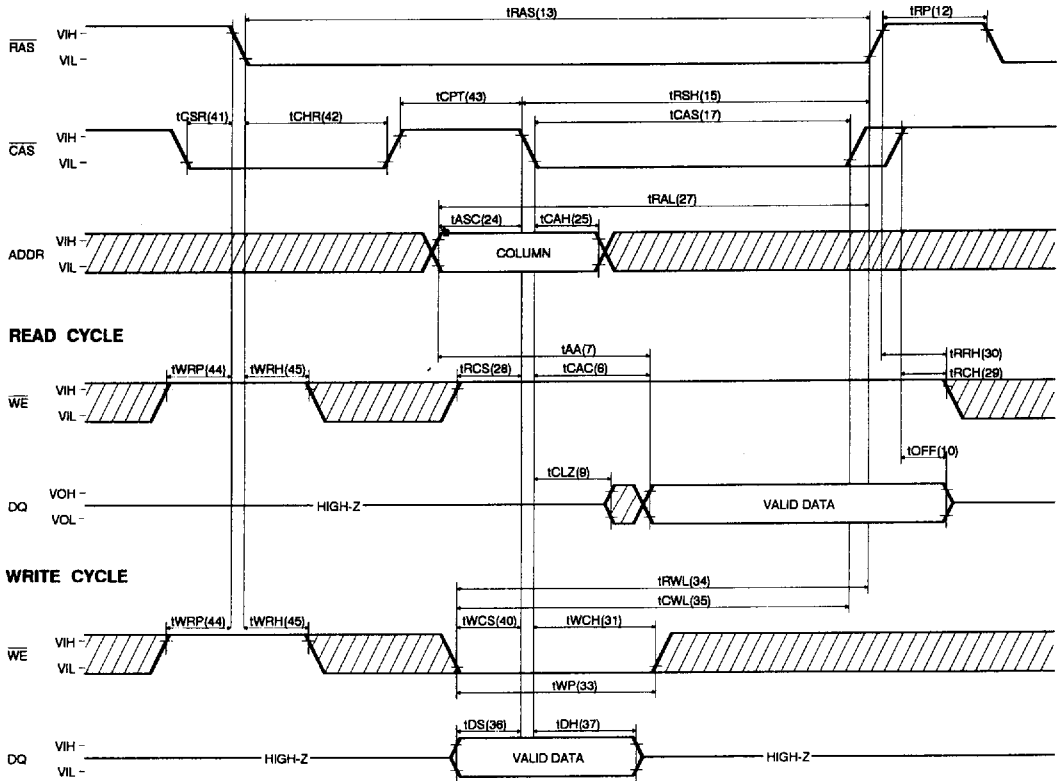 tRAS(13) tRP(12)
RAS VIH
VIL
tCPT(43) tRSH(15)
tCSR(41) tCHR(42) tCAS(17)
CAS VIH
VIL
tRAL(27)
tASC(24) tCAH(25)
ADDR VIH COLUMN
VIL
READ CYCLE
tAA(7) tRRH(30)
tWRP(44) tWRH(45) tRCS(28) tCAC(6) tRCH(29)
WE VIH
VIL
tOFF(10)
tCLZ(9)
DQ VOH HIGH-Z VALID DATA
VOL
WRITE CYCLE
tRWL(34)
tCWL(35)
tWRP(44) tWRH(45) tWCS(40) tWCH(31)
WE VIH
VIL
tWP(33)
tDS(36) tDH(37)
DQ VIH HIGH-Z VALID DATA HIGH-Z
VIL